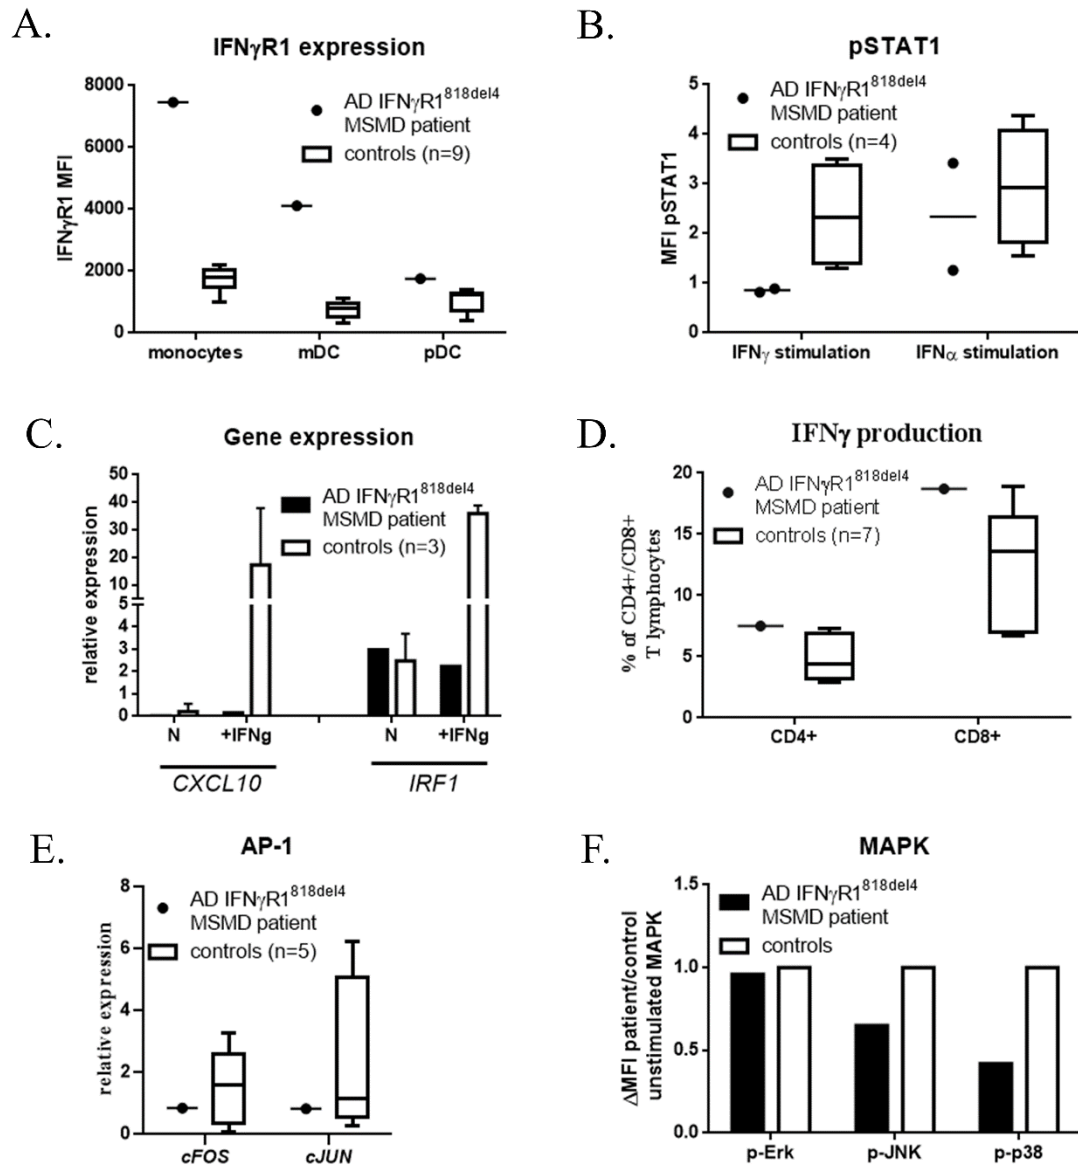 A.
IFNγR1 expression
IFNγR1 MFI
8000
6000
4000
2000
0
AD IFNγR1818del4
MSMD patient
controls (n=9)
monocytes
mDC
pDC
B.
pSTAT1
MFI pSTAT1
5
4
3
2
1
0
AD IFNγR1818del4
MSMD patient
controls (n=4)
IFNγ stimulation
IFNα stimulation
C.
Gene expression
relative expression
50
40
30
20
10
5
4
3
2
1
0
AD IFNγR1818del4
MSMD patient
controls (n=3)
N
+IFNg
N
+IFNg
CXCL10
IRF1
D.
IFNγ production
% of CD4+/CD8+
T lymphocytes
20
15
10
5
0
AD IFNγR1818del4
MSMD patient
controls (n=7)
CD4+
CD8+
E.
AP-1
relative expression
8
6
4
2
0
AD IFNγR1818del4
MSMD patient
controls (n=5)
cFOS
cJUN
F.
MAPK
ΔMFI patient/control
unstimulated MAPK
1.5
1.0
0.5
0.0
AD IFNγR1818del4
MSMD patient
controls
p-Erk
p-JNK
p-p38